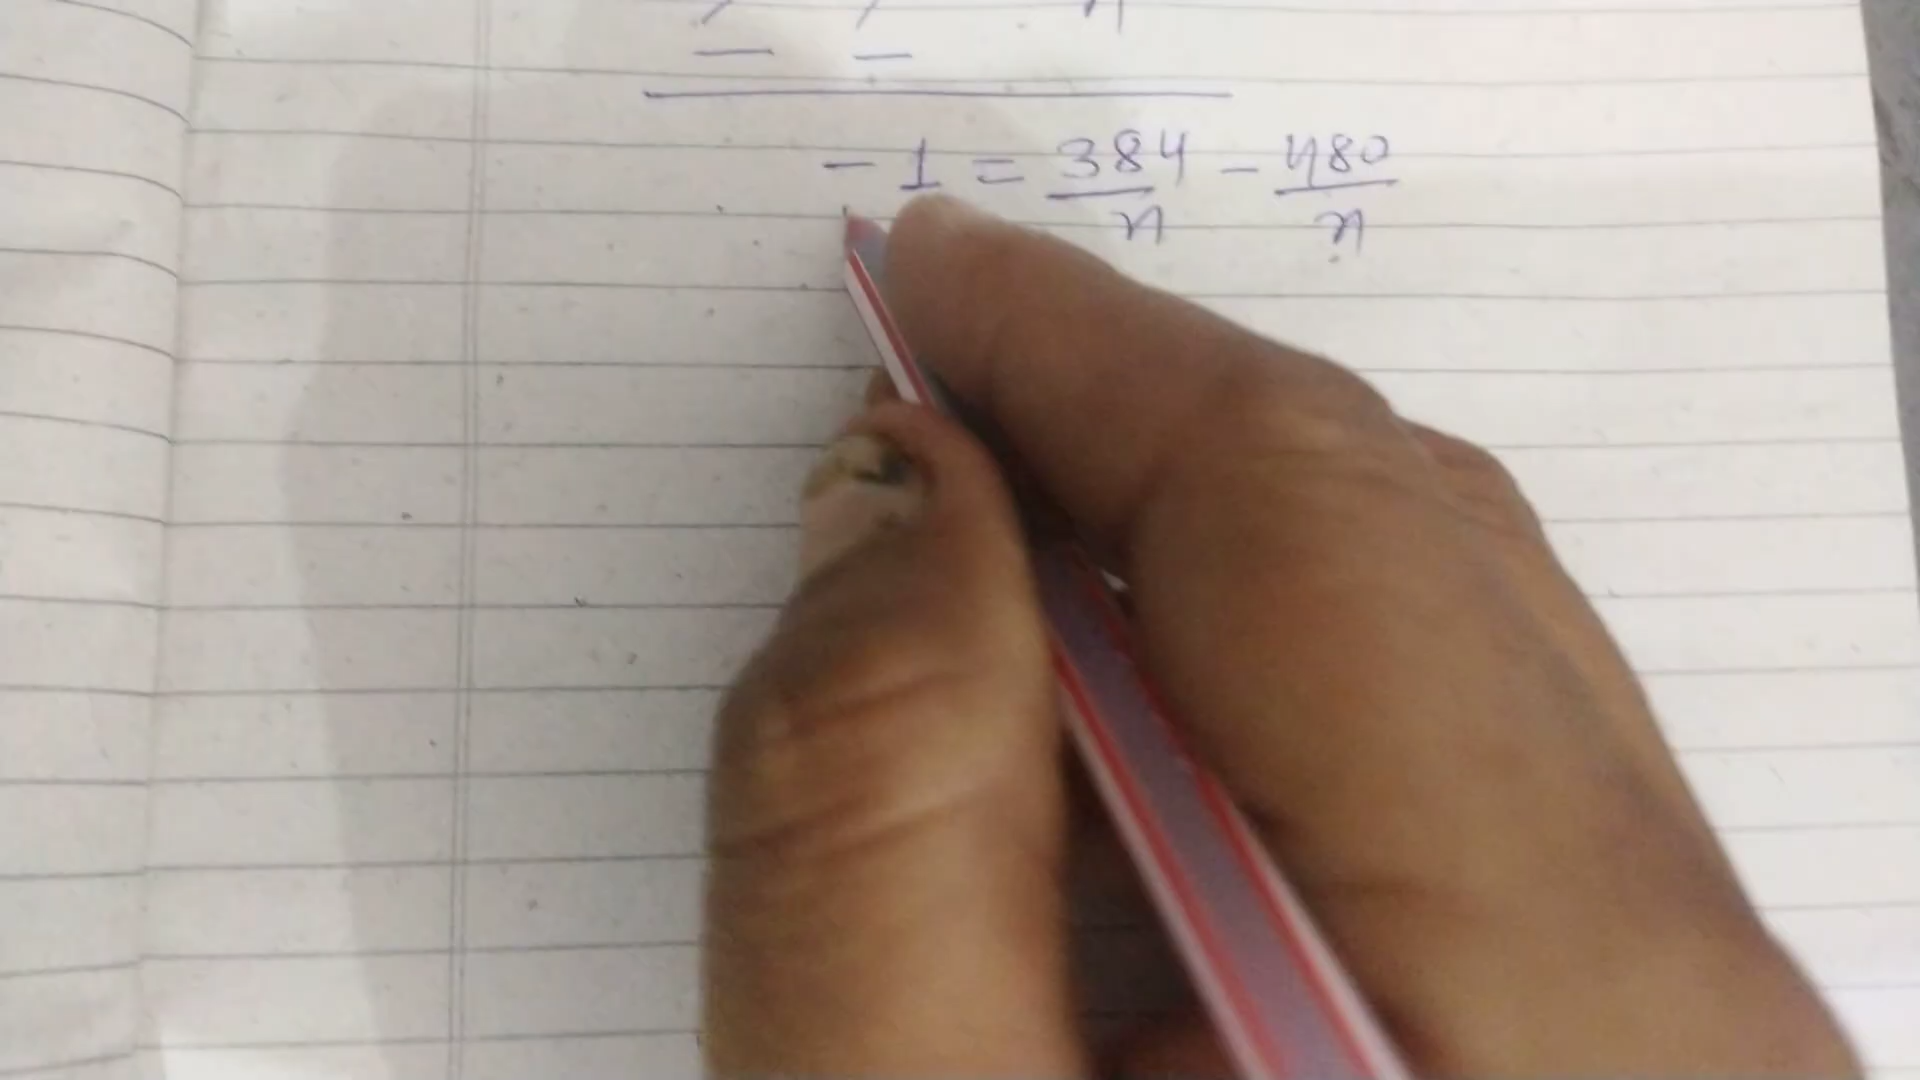 - 1 = 384/x - 480/x